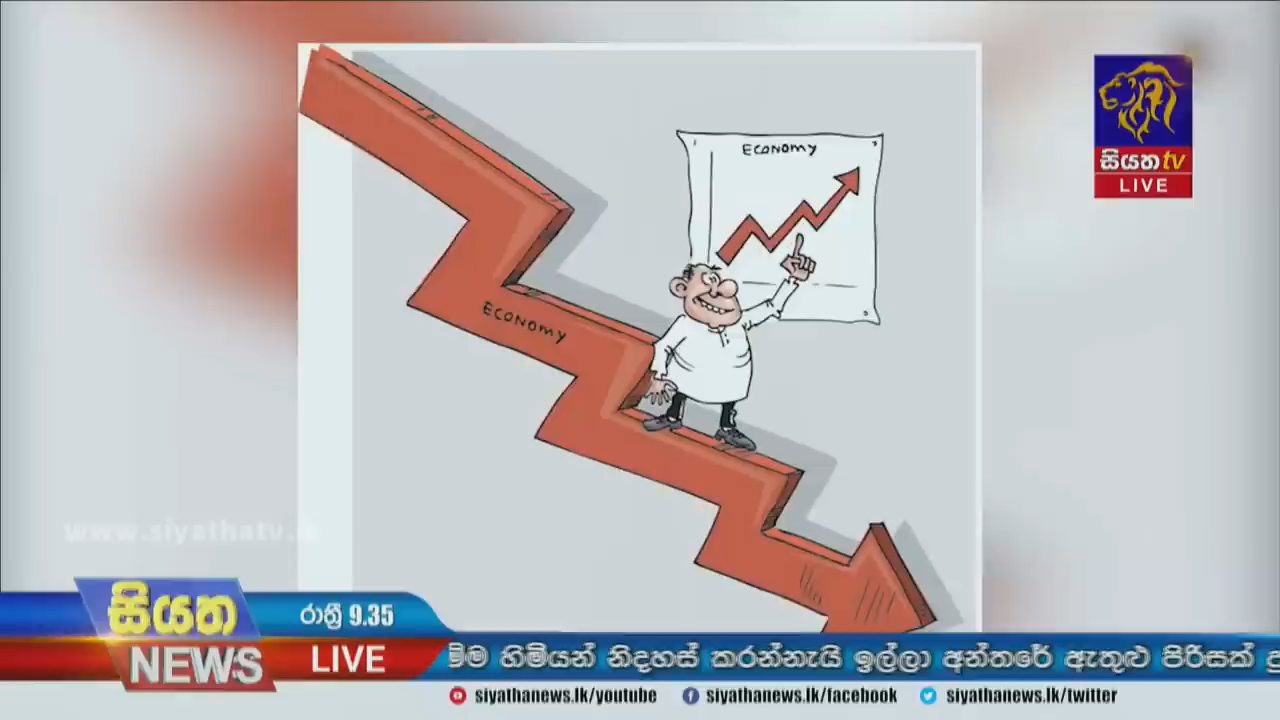 ECONOMY
සියත tv
LIVE
ECONOMY
www.siyathatv.lk
සියත
NEWS
රාත්‍රී 9.35
LIVE
හිමියන් නිදහස් කරන්නැයි ඉල්ලා අන්තරේ ඇතුළු පිරිසක්
siyathanews.lk/youtube
siyathanews.lk/facebook
siyathanews.lk/twitter